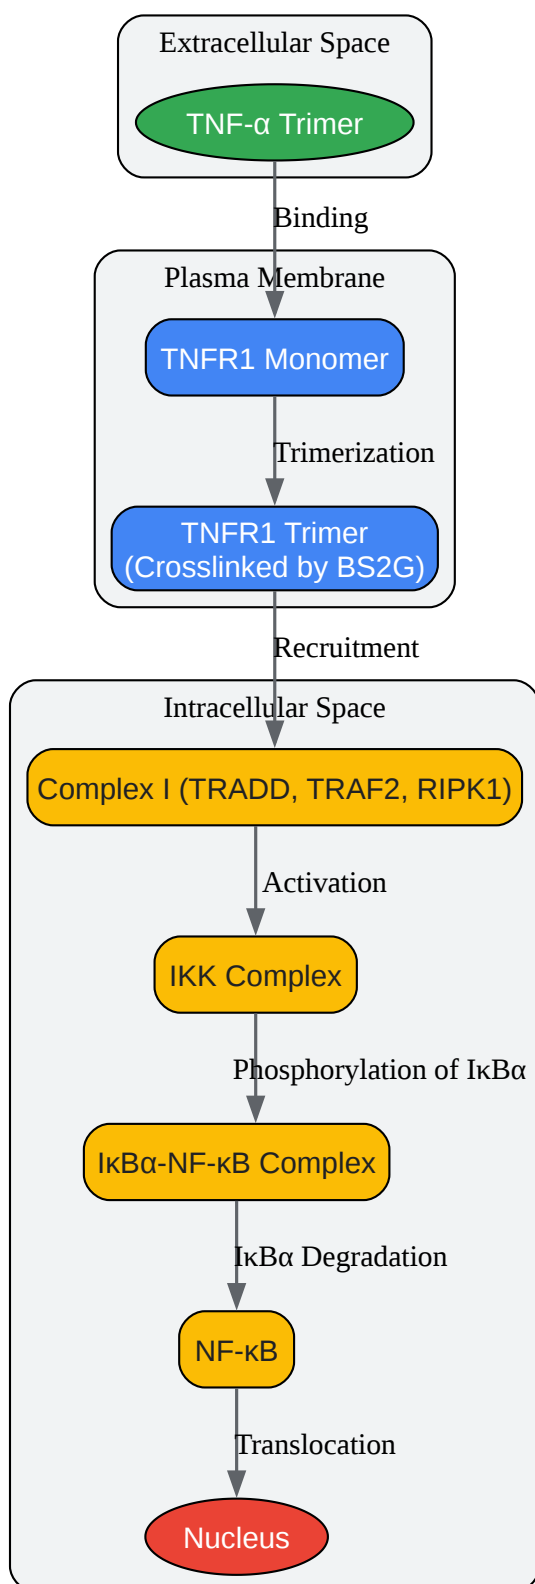 Extracellular Space
TNF-α Trimer
Binding
Plasma Membrane
TNFR1 Monomer
Trimerization
TNFR1 Trimer
(Crosslinked by BS2G)
Recruitment
Intracellular Space
Complex I (TRADD, TRAF2, RIPK1)
Activation
IKK Complex
Phosphorylation of IκBα
IκBα-NF-κB Complex
IκBα Degradation
NF-κB
Translocation
Nucleus